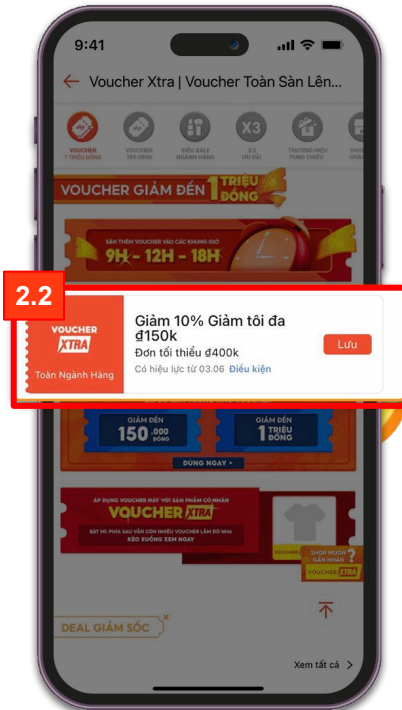 9:41
Voucher Xtra | Voucher Toàn Sàn Lên...
X3
VOUCHER
1 TRIỆU ĐỒNG
VOUCHER
100.000Đ
SIÊU SALE
NGÀNH HÀNG
X3
ƯU ĐÃI
THƯƠNG HIỆU
TUNG CHIÊU
VOUCHER GIẢM ĐẾN 1 TRIỆU ĐỒNG
SĂN THÊM VOUCHER VÀO CÁC KHUNG GIỜ
9H - 12H - 18H
2.2
VOUCHER
XTRA
Toàn Ngành Hàng
Giảm 10% Giảm tối đa
₫150k
Đơn tối thiểu ₫400k
Có hiệu lực từ 03.06 Điều kiện
Lưu
GIẢM ĐẾN
150.000
ĐỒNG
GIẢM ĐẾN
1 TRIỆU
ĐỒNG
DÙNG NGAY
ÁP DỤNG VOUCHER NÀY VỚI SẢN PHẨM CÓ NHÃN
VOUCHER XTRA
BẬT MÍ: PHÍA SAU VẪN CÒN NHIỀU VOUCHER LẮM ĐÓ NHA
KÉO XUỐNG XEM NGAY
SHOP MUỐN
GẮN NHÃN ?
VOUCHER XTRA
DEAL GIẢM SỐC
Xem tất cả >